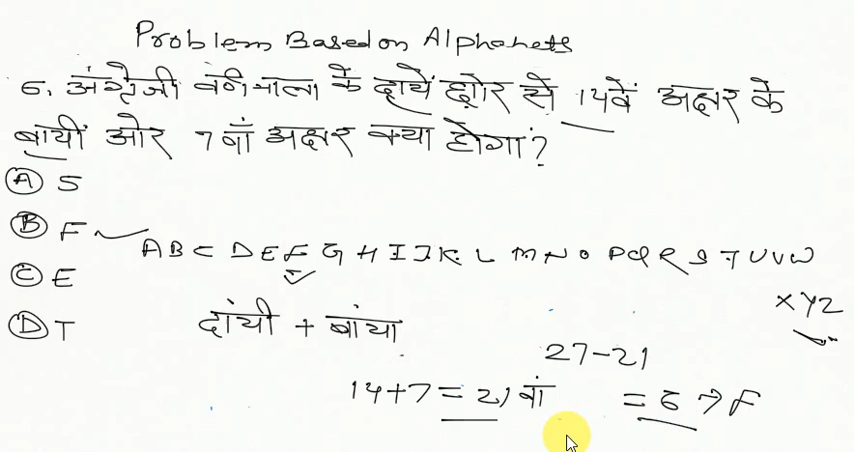 Problem Based on Alphabets
6. अंग्रेजी वर्णमाला के दायें छोर से 14वें अक्षर के
बायीं ओर 7वाँ अक्षर क्या होगा?
A S
B F
A B C D E F G H I J K L M N O P Q R S T U V W
X Y Z
C E
D T
दांयी + बांया
27-21
14+7 = 21 वां
= 6 → F